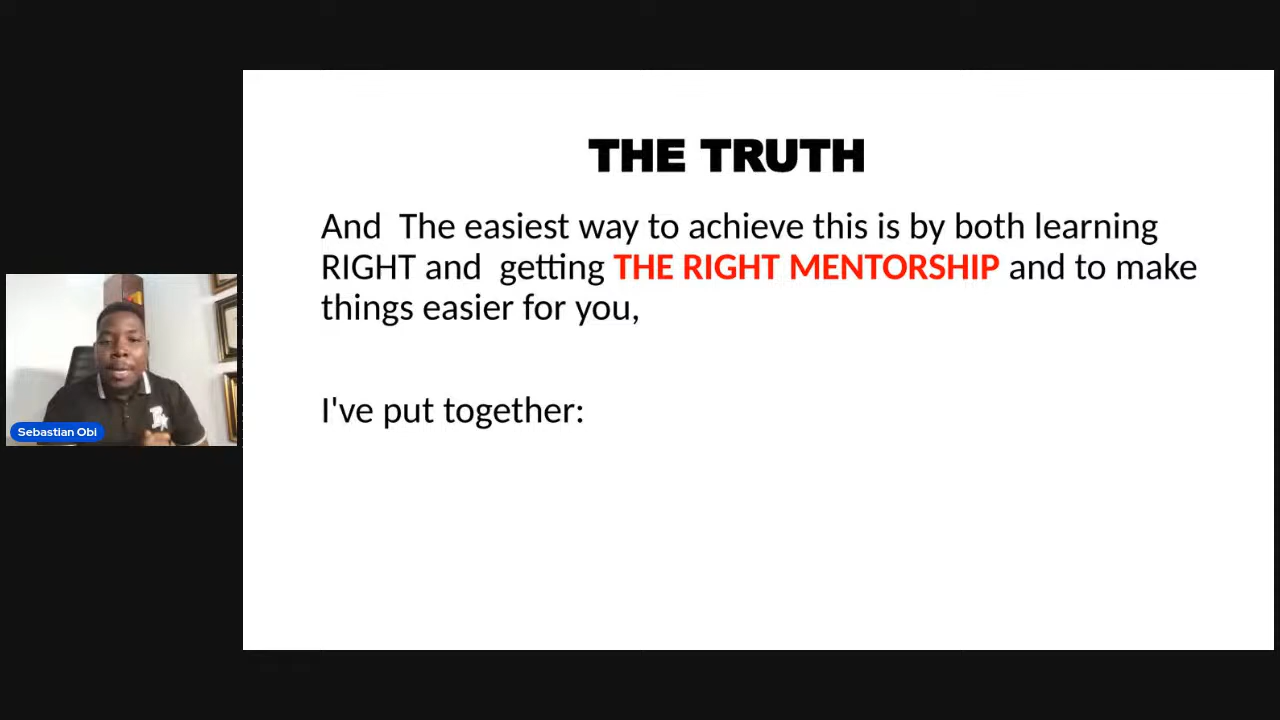 THE TRUTH
And The easiest way to achieve this is by both learning
RIGHT and getting THE RIGHT MENTORSHIP and to make
things easier for you,
I've put together:
Sebastian Obi